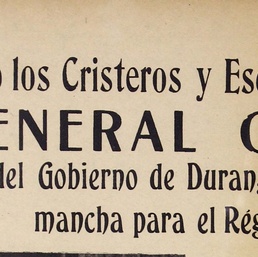 los Cristeros y Es
ENERAL
del Gobierno de Duran
mancha para el Rég